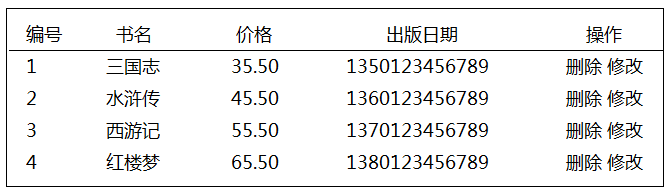 编号 书名 价格 出版日期 操作
1 三国志 35.50 1350123456789 删除 修改
2 水浒传 45.50 1360123456789 删除 修改
3 西游记 55.50 1370123456789 删除 修改
4 红楼梦 65.50 1380123456789 删除 修改